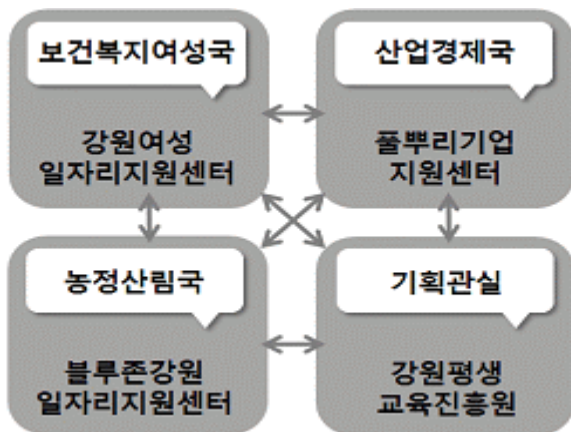 보건복지여성국
강원여성
일자리지원센터
산업경제국
풀뿌리기업
지원센터
농정산림국
블루존강원
일자리지원센터
기획관실
강원평생
교육진흥원